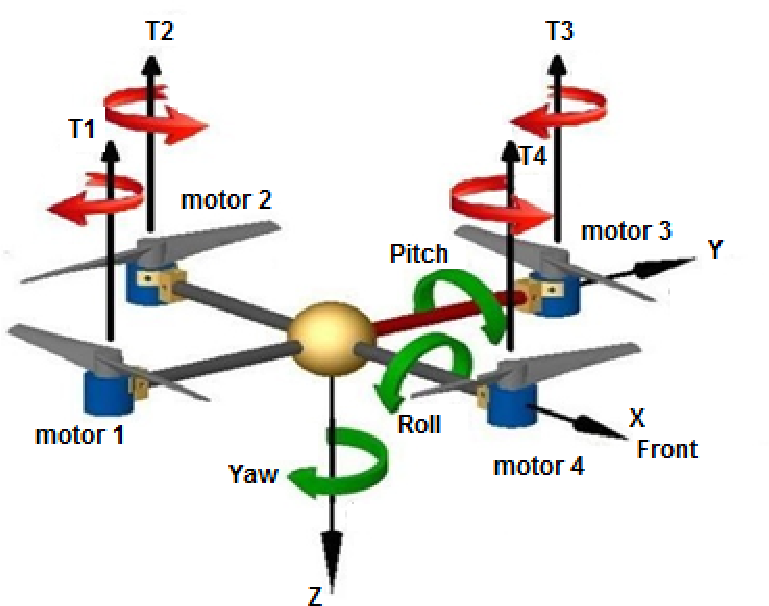 T2
T3
T1
T4
motor 2
motor 3
Y
Pitch
X
Front
Roll
motor 1
motor 4
Yaw
Z